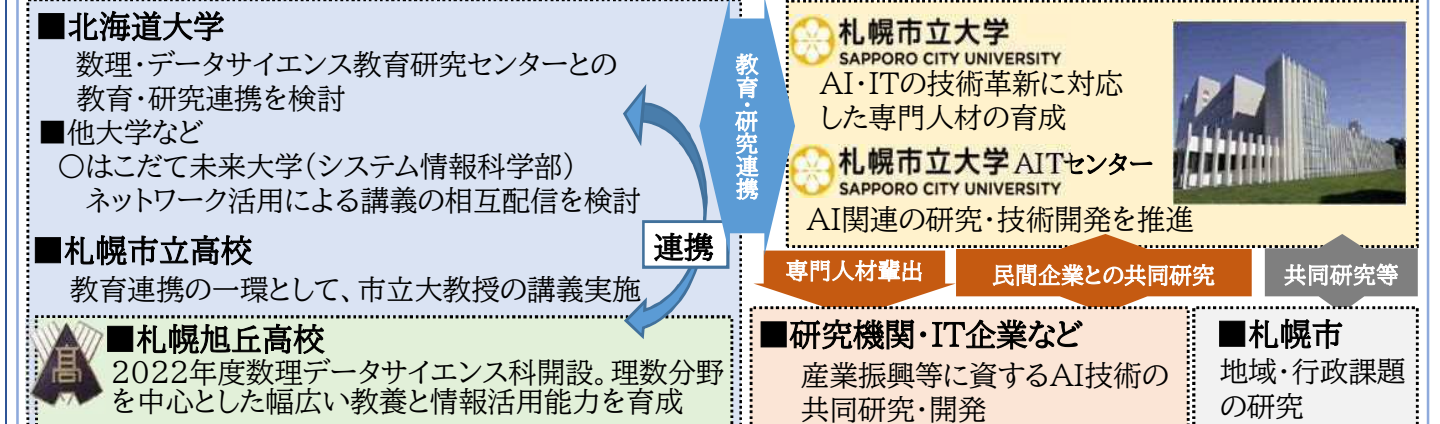 ■北海道大学
数理・データサイエンス教育研究センターとの
教育・研究連携を検討
■他大学など
○はこだて未来大学(システム情報科学部)
ネットワーク活用による講義の相互配信を検討
■札幌市立高校
教育連携の一環として、市立大教授の講義実施
連携
■札幌旭丘高校
2022年度数理データサイエンス科開設。理数分野
を中心とした幅広い教養と情報活用能力を育成
高
教育・研究連携
札幌市立大学
SAPPORO CITY UNIVERSITY
AI・ITの技術革新に対応
した専門人材の育成
札幌市立大学 AITセンター
SAPPORO CITY UNIVERSITY
AI関連の研究・技術開発を推進
専門人材輩出
民間企業との共同研究
共同研究等
■研究機関・IT企業など
産業振興等に資するAI技術の
共同研究・開発
■札幌市
地域・行政課題
の研究